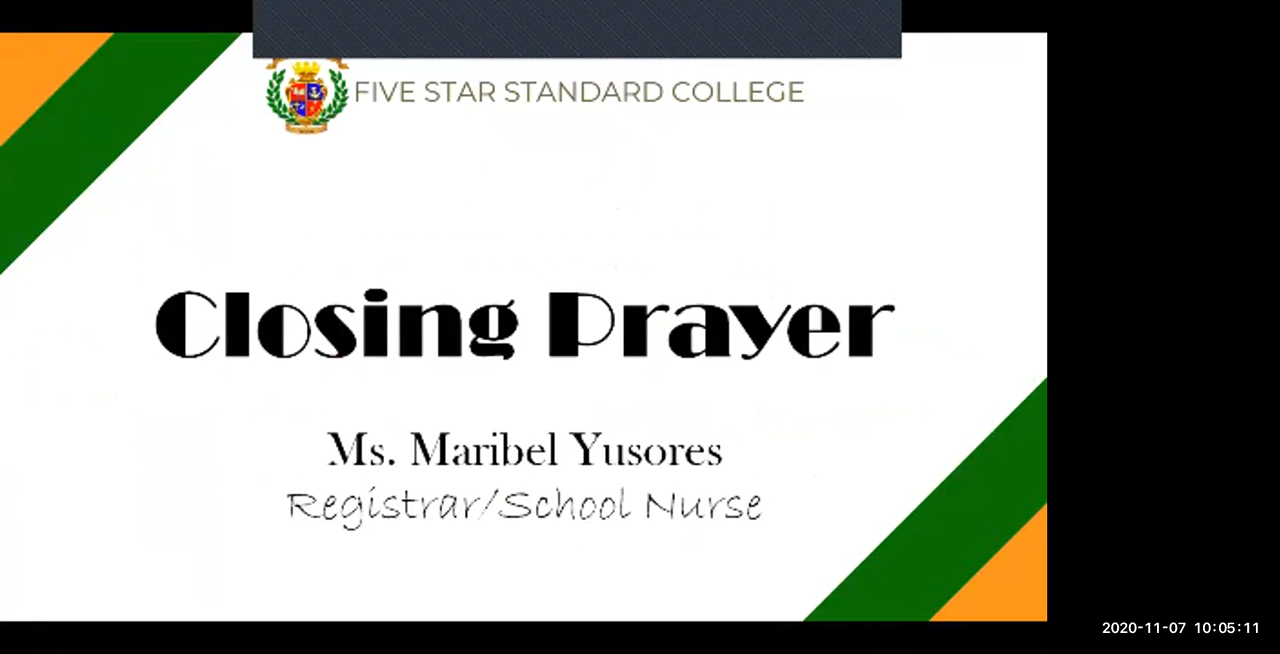 FIVE STAR STANDARD COLLEGE
Closing Prayer
Ms. Maribel Yusores
Registrar/School Nurse
2020-11-07 10:05:11